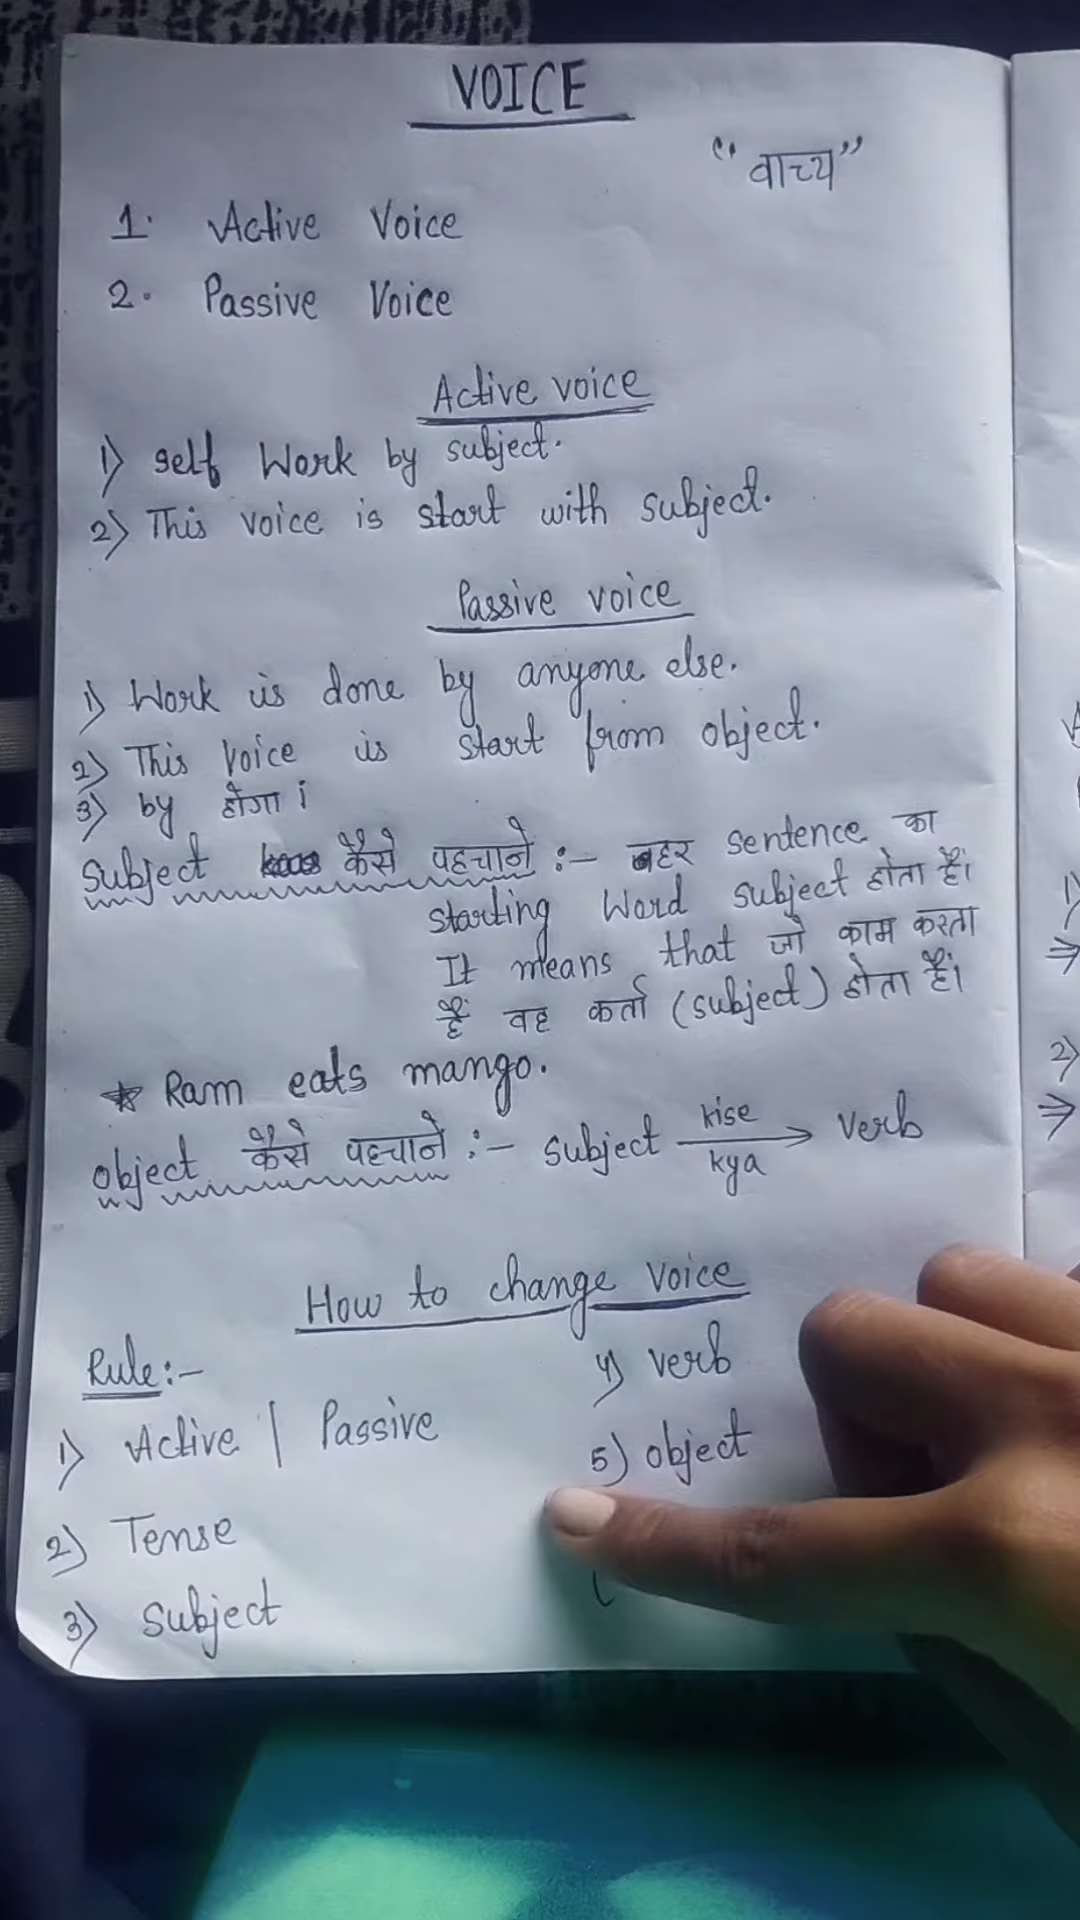 VOICE
"वाच्य"
1. Active Voice
2. Passive Voice
Active voice
1) self Work by subject.
2) This voice is start with subject.
Passive voice
1) Work is done by anyone else.
2) This Voice is start from object.
3) by होगा i
Subject कैसे पहचाने :- हर sentence का
starting Word subject होता हैं।
It means that जो काम करता
हैं वह कर्ता (subject) होता हैं।
★ Ram eats mango.
object कैसे पहचाने :- subject kise kya → verb
How to change Voice
Rule:-
1) Active | Passive
2) Tense
3) Subject
4) verb
5) object